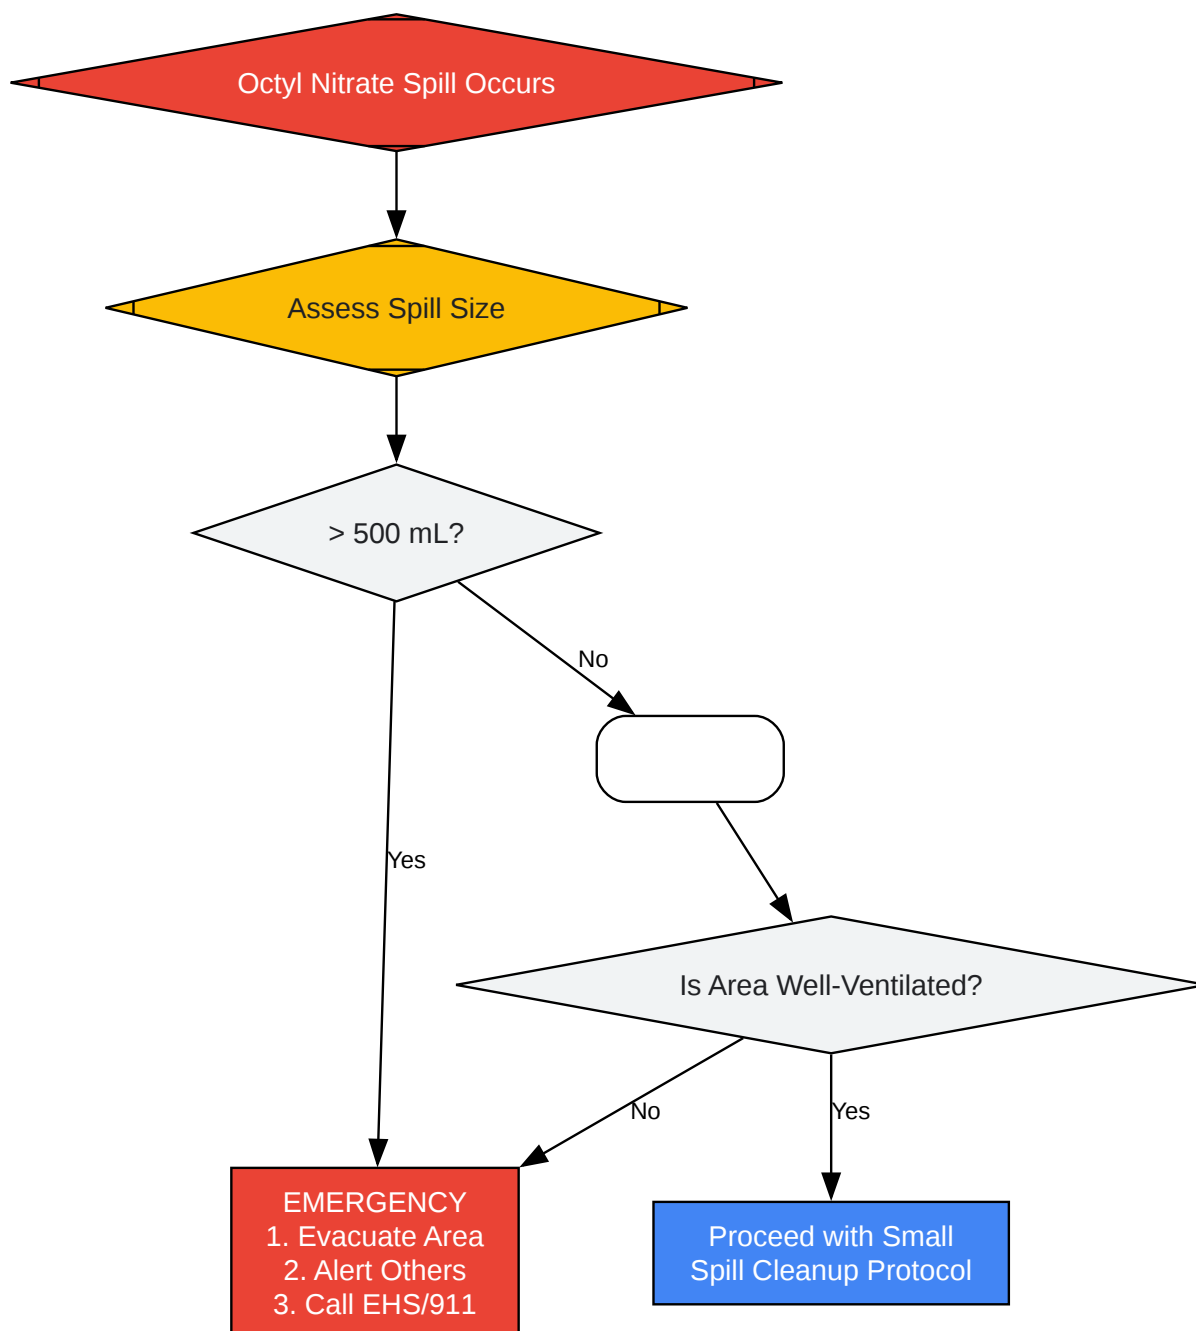 Octyl Nitrate Spill Occurs
Assess Spill Size
> 500 mL?
No
Yes
Is Area Well-Ventilated?
No
Yes
EMERGENCY
1. Evacuate Area
2. Alert Others
3. Call EHS/911
Proceed with Small
Spill Cleanup Protocol